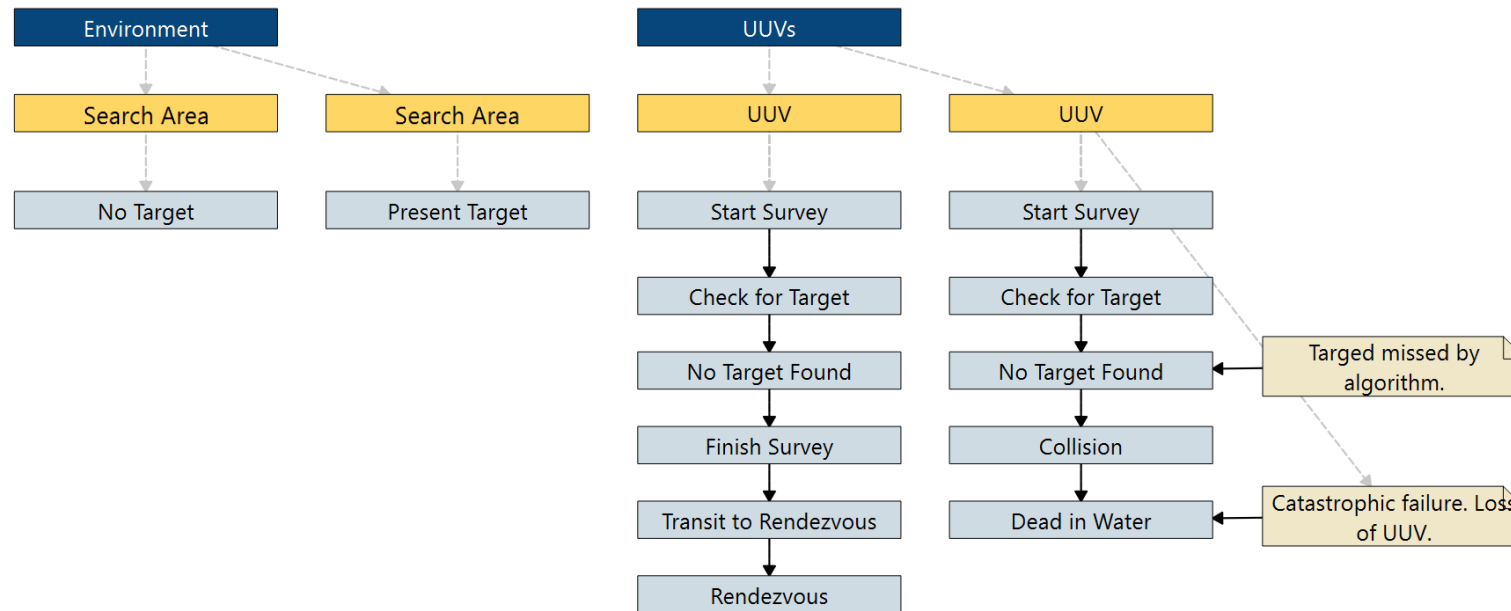 Environment
UUVs
Search Area
Search Area
UUV
UUV
No Target
Present Target
Start Survey
Start Survey
Check for Target
Check for Target
No Target Found
No Target Found
Targed missed by
algorithm.
Finish Survey
Collision
Transit to Rendezvous
Dead in Water
Catastrophic failure. Loss
of UUV.
Rendezvous